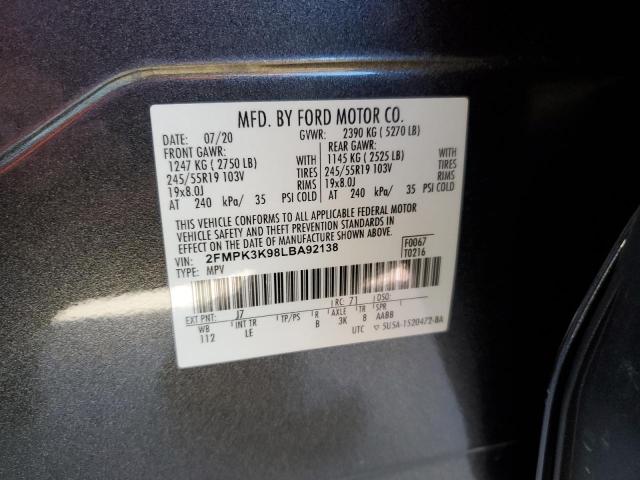 MFD. BY FORD MOTOR CO.
DATE: 07/20 GVWR: 2390 KG ( 5270 LB)
FRONT GAWR: REAR GAWR:
1247 KG ( 2750 LB) 1145 KG ( 2525 LB)
245/55R19 103V TIRES 245/55R19 103V TIRES
19x8.0J RIMS 19x8.0J RIMS
AT 240 kPa/ 35 PSI COLD AT 240 kPa/ 35 PSI COLD
THIS VEHICLE CONFORMS TO ALL APPLICABLE FEDERAL MOTOR
VEHICLE SAFETY AND THEFT PREVENTION STANDARDS IN
EFFECT ON THE DATE OF MANUFACTURE SHOWN ABOVE.
VIN: 2FMPK3K98LBA92138 F0067
TYPE: MPV T0216
EXT PNT: J7 RC: 71 DSO:
WB INT TR TP/PS R AXLE TR SPR
112 LE B 3K 8 AABB
UTC 5U5A-1520472-BA